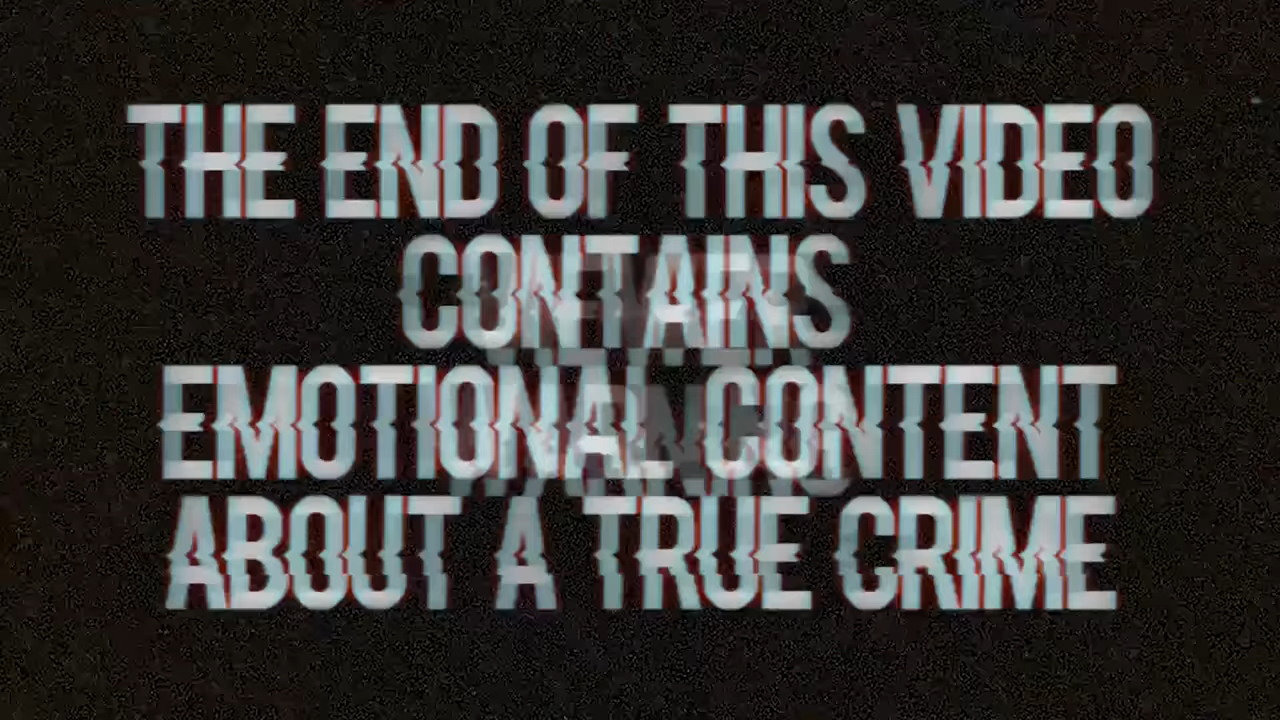 THE END OF THIS VIDEO
CONTAINS
EMOTIONAL CONTENT
ABOUT A TRUE CRIME